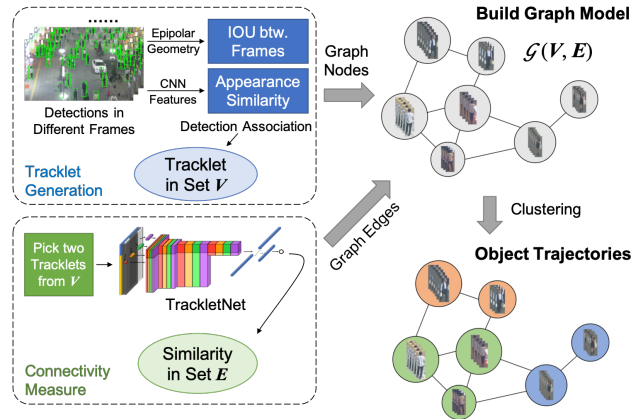 ......
Epipolar
Geometry
IOU btw.
Frames
CNN
Features
Appearance
Similarity
Detections in
Different Frames
Detection Association
Tracklet
in Set V
Tracklet
Generation
Graph
Nodes
Build Graph Model
G(V, E)
Pick two
Tracklets
from V
TrackletNet
Similarity
in Set E
Connectivity
Measure
Graph Edges
Clustering
Object Trajectories